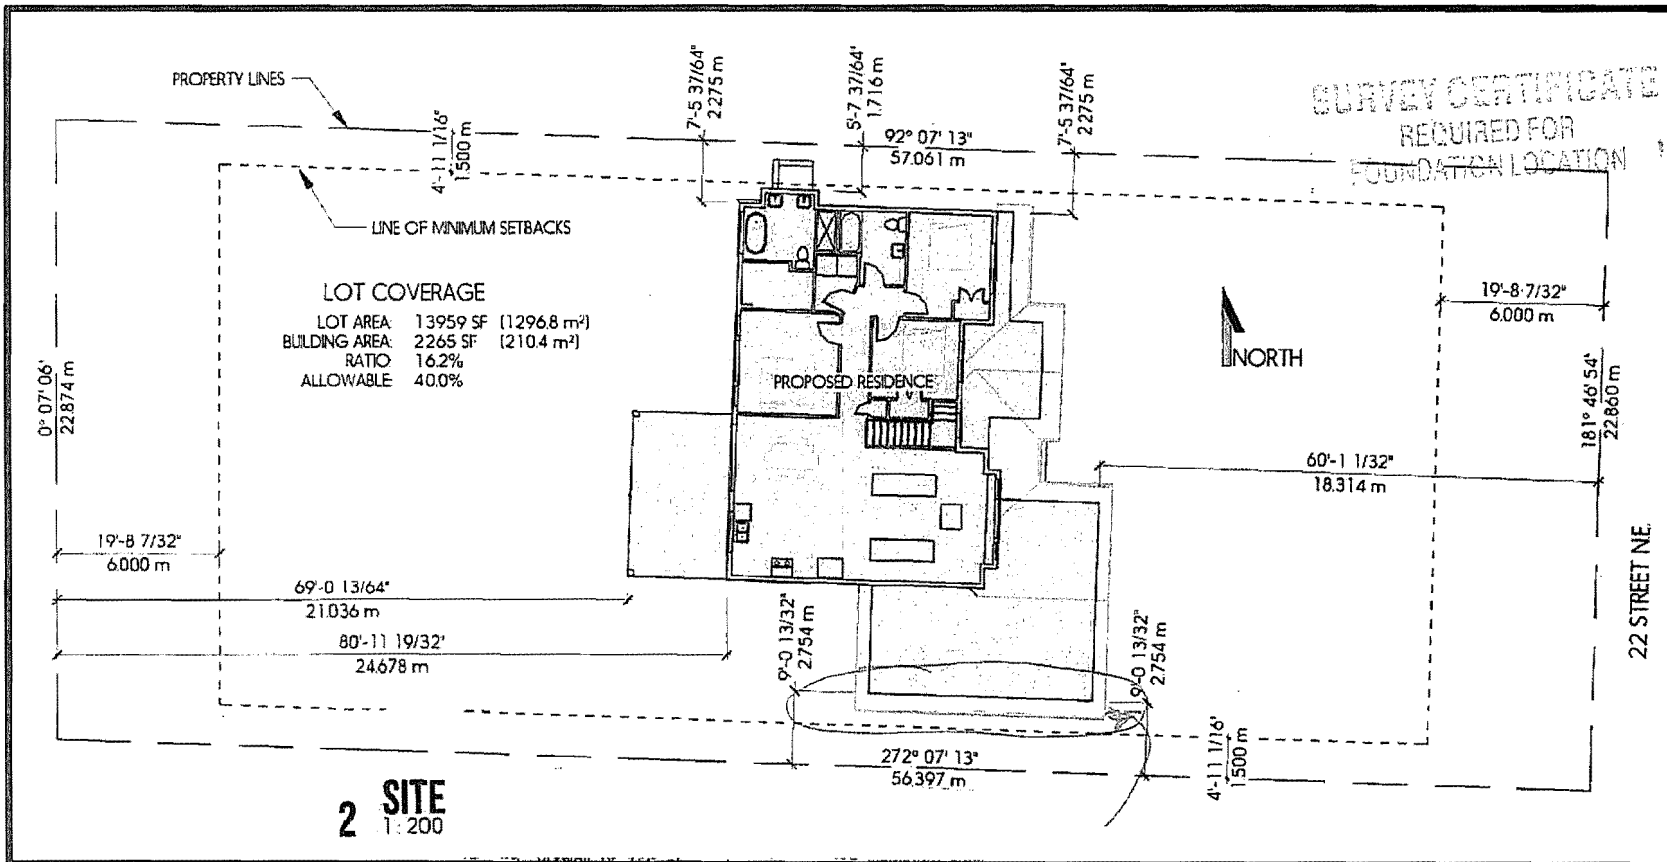 PROPERTY LINES
4'-11 1/16"
1.500 m
7'-5 37/64"
2.275 m
5'-7 37/64"
1.716 m
92° 07' 13"
57.061 m
7'-5 37/64"
2.275 m
SURVEY CERTIFICATE
REQUIRED FOR
FOUNDATION LOCATION
LINE OF MINIMUM SETBACKS
LOT COVERAGE
LOT AREA: 13959 SF (1296.8 m²)
BUILDING AREA: 2265 SF (210.4 m²)
RATIO: 16.2%
ALLOWABLE: 40.0%
PROPOSED RESIDENCE
NORTH
19'-8 7/32"
6.000 m
0° 07' 06"
22.874 m
181° 46' 54"
22.860 m
60'-1 1/32"
18.314 m
19'-8 7/32"
6.000 m
69'-0 13/64"
21.036 m
80'-11 19/32"
24.678 m
9'-0 13/32"
2.754 m
9'-0 13/32"
2.754 m
22 STREET N.E.
272° 07' 13"
56.397 m
4'-11 1/16"
1.500 m
2 SITE
1 : 200